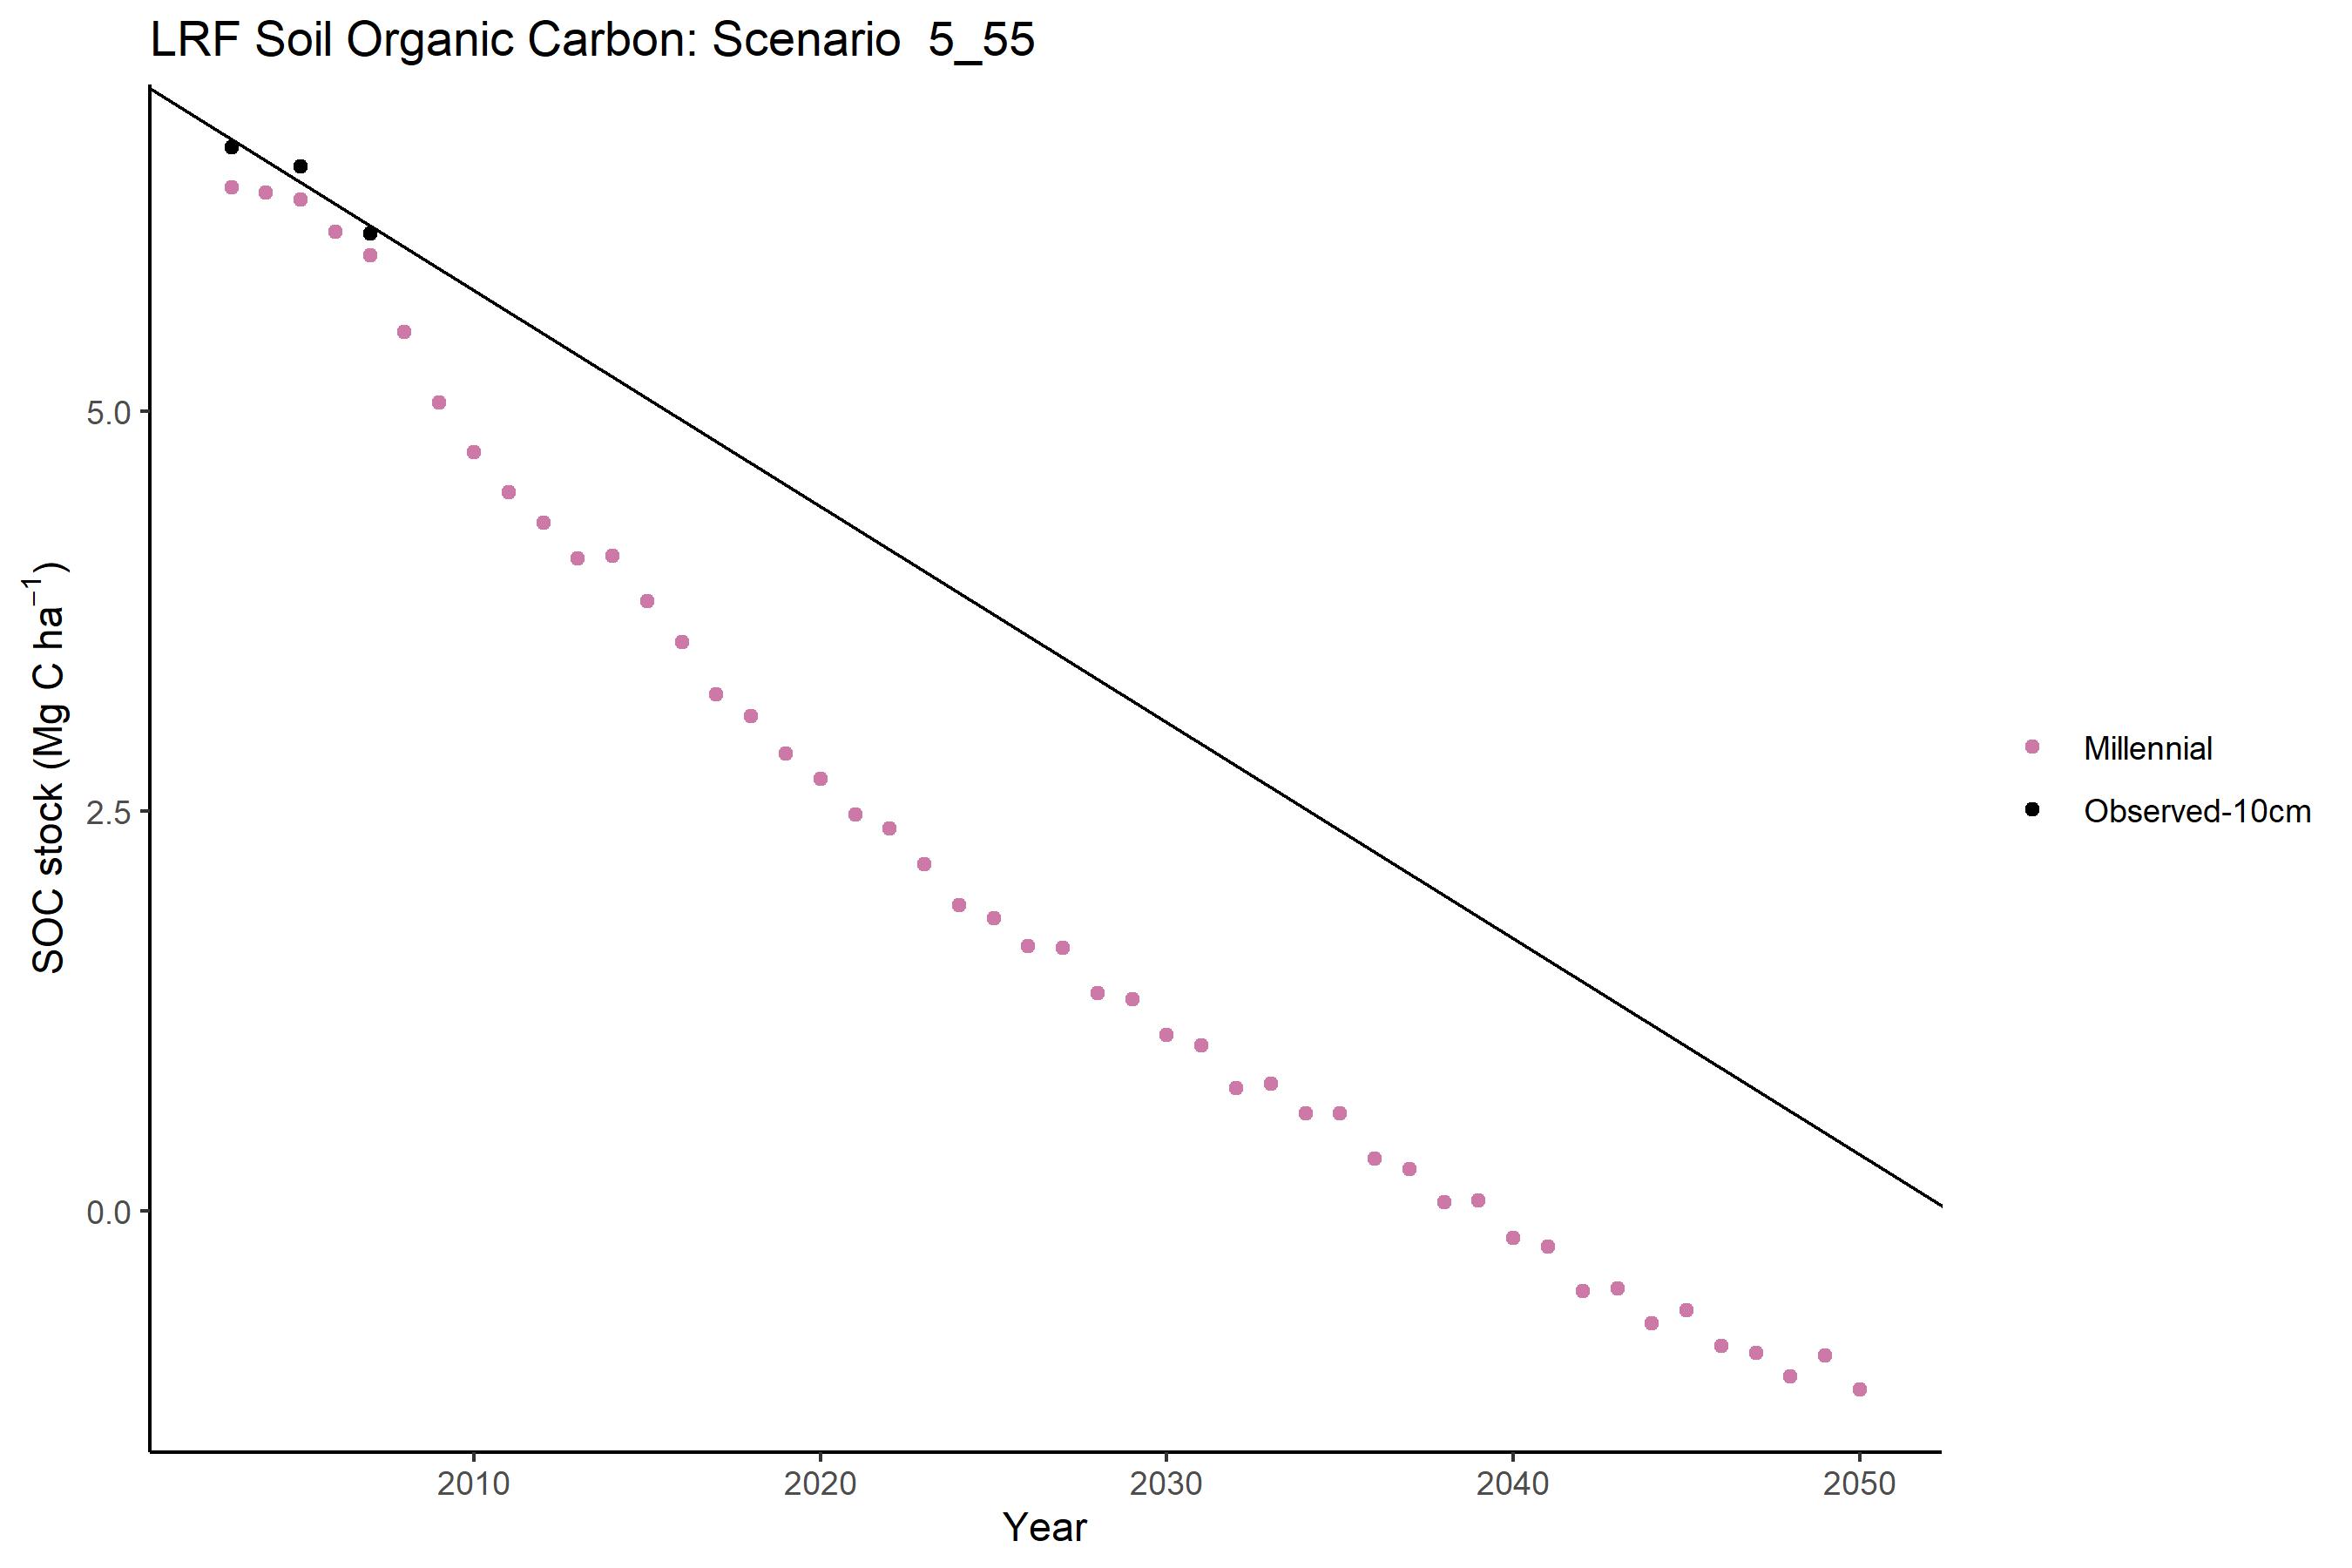 LRF Soil Organic Carbon: Scenario  5_55
SOC stock (Mg C ha⁻¹)
5.0
2.5
0.0
2010 2020 2030 2040 2050
Year
Millennial
Observed-10cm